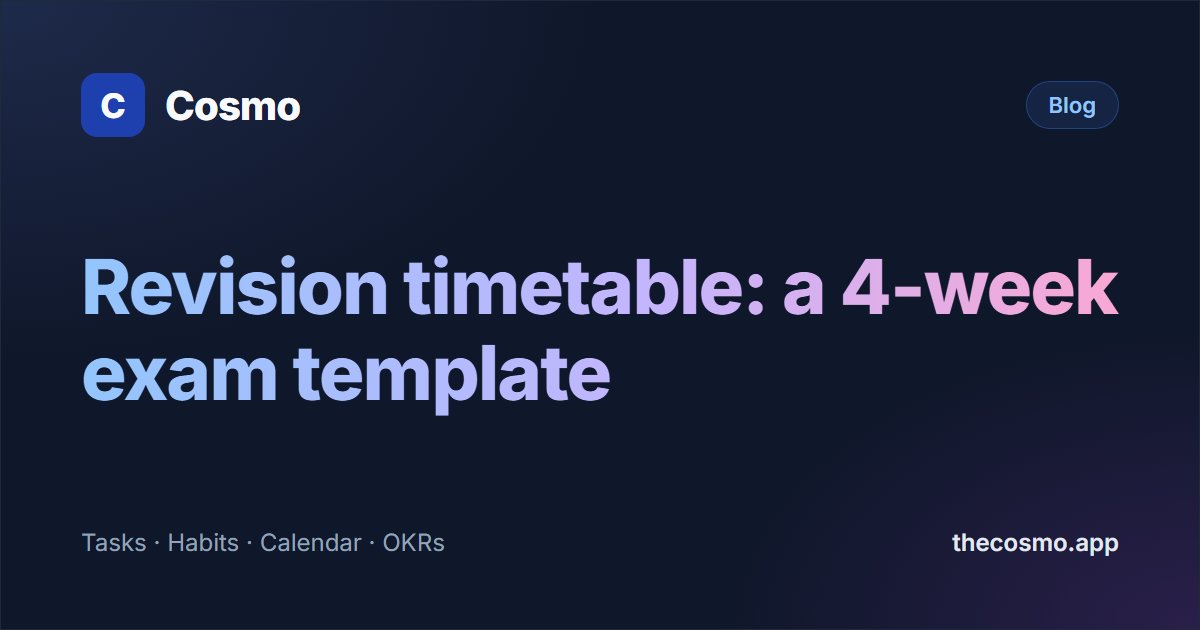 C Cosmo
Blog
Revision timetable: a 4-week
exam template
Tasks · Habits · Calendar · OKRs
thecosmo.app